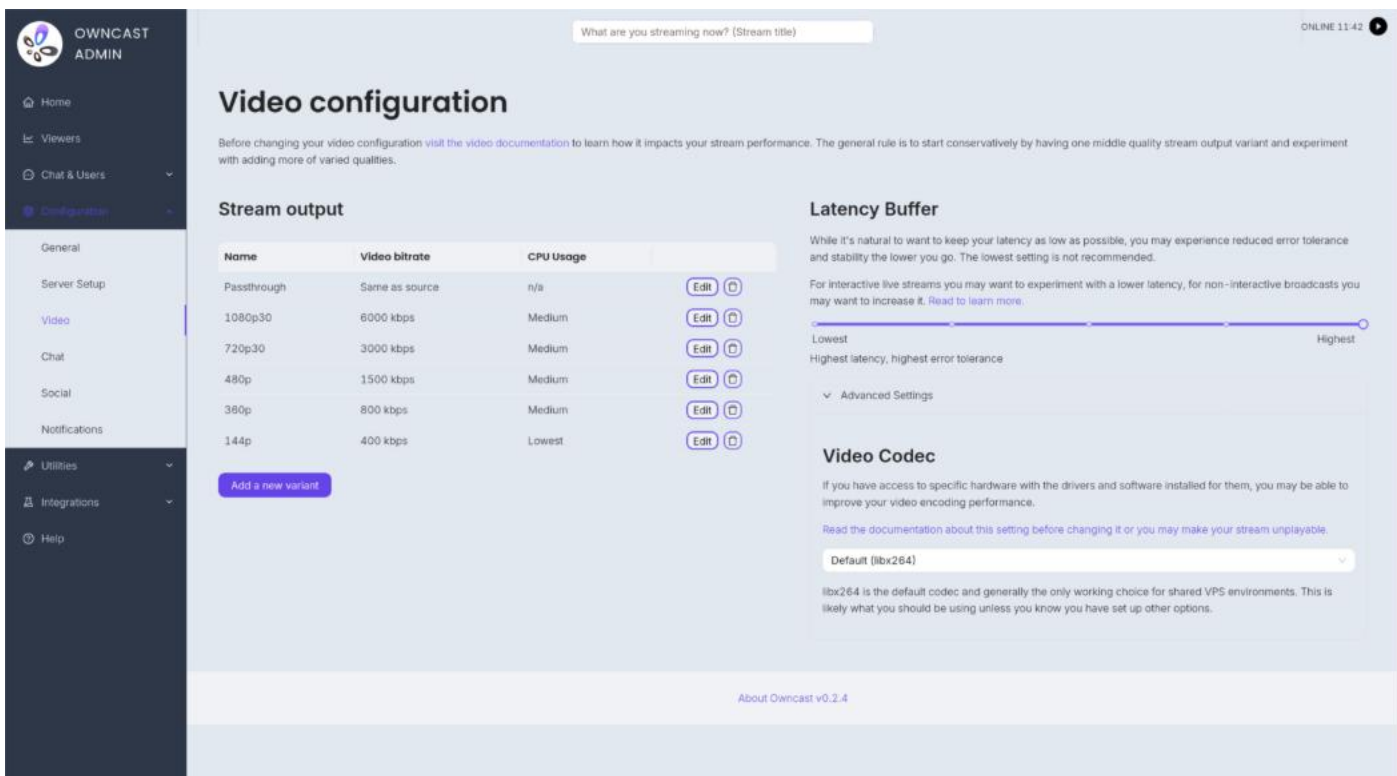 OWNCAST
ADMIN
What are you streaming now? (Stream title)
ONLINE 11:42
Home
Viewers
Chat & Users
Configuration
General
Server Setup
Video
Chat
Social
Notifications
Utilities
Integrations
Help
Video configuration
Before changing your video configuration visit the video documentation to learn how it impacts your stream performance. The general rule is to start conservatively by having one middle quality stream output variant and experiment
with adding more of varied qualities.
Stream output
Name Video bitrate CPU Usage
Passthrough Same as source n/a Edit
1080p30 6000 kbps Medium Edit
720p30 3000 kbps Medium Edit
480p 1500 kbps Medium Edit
360p 800 kbps Medium Edit
144p 400 kbps Lowest Edit
Add a new variant
Latency Buffer
While it's natural to want to keep your latency as low as possible, you may experience reduced error tolerance
and stability the lower you go. The lowest setting is not recommended.
For interactive live streams you may want to experiment with a lower latency, for non-interactive broadcasts you
may want to increase it. Read to learn more.
Lowest Highest
Highest latency, highest error tolerance
Advanced Settings
Video Codec
If you have access to specific hardware with the drivers and software installed for them, you may be able to
improve your video encoding performance.
Read the documentation about this setting before changing it or you may make your stream unplayable.
Default (libx264)
libx264 is the default codec and generally the only working choice for shared VPS environments. This is
likely what you should be using unless you know you have set up other options.
About Owncast v0.2.4